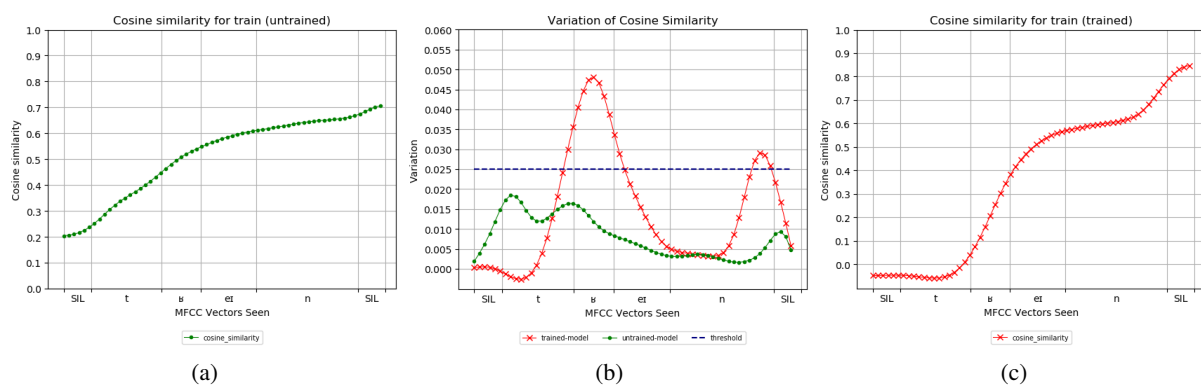 Cosine similarity for train (untrained)
1.0
0.9
0.8
0.7
0.6
0.5
0.4
0.3
0.2
0.1
0.0
Cosine similarity
SIL t ʁ eɪ n SIL
MFCC Vectors Seen
cosine_similarity
(a)
Variation of Cosine Similarity
0.060
0.050
0.045
0.040
0.035
0.030
0.025
0.020
0.015
0.010
0.005
0.000
Variation
SIL t ʁ eɪ n SIL
MFCC Vectors Seen
trained-model untrained-model threshold
(b)
Cosine similarity for train (trained)
1.0
0.9
0.8
0.7
0.6
0.5
0.4
0.3
0.2
0.1
0.0
Cosine similarity
SIL t ʁ eɪ n SIL
MFCC Vectors Seen
cosine_similarity
(c)